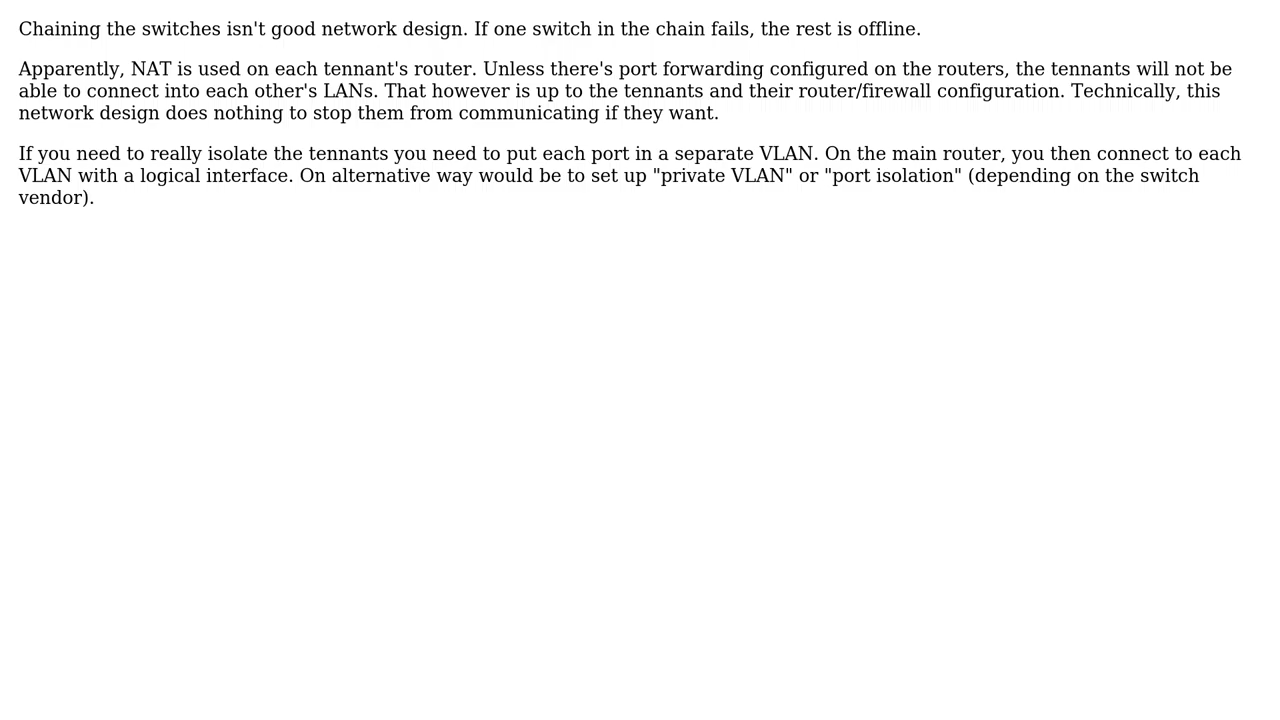 Chaining the switches isn't good network design. If one switch in the chain fails, the rest is offline.
Apparently, NAT is used on each tennant's router. Unless there's port forwarding configured on the routers, the tennants will not be
able to connect into each other's LANs. That however is up to the tennants and their router/firewall configuration. Technically, this
network design does nothing to stop them from communicating if they want.
If you need to really isolate the tennants you need to put each port in a separate VLAN. On the main router, you then connect to each
VLAN with a logical interface. On alternative way would be to set up "private VLAN" or "port isolation" (depending on the switch
vendor).